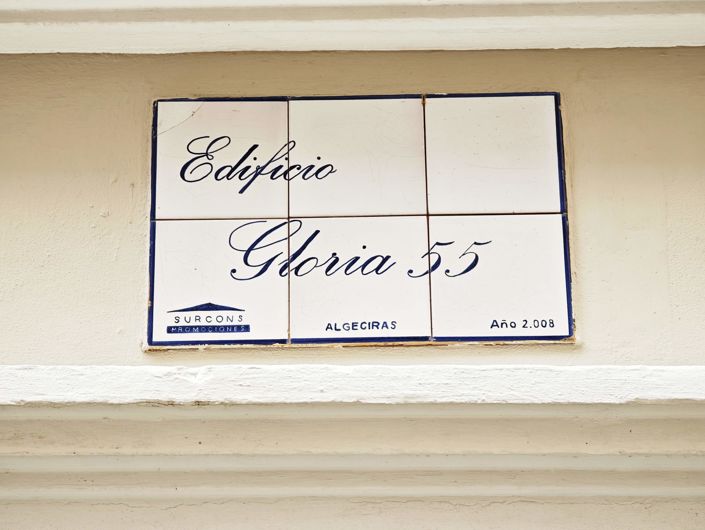 Edificio
Gloria 55
SURCONS
PROMOCIONES
ALGECIRAS
Año 2.008